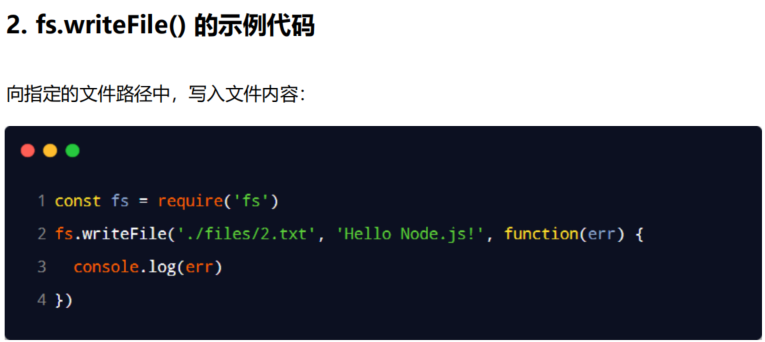 2. fs.writeFile() 的示例代码
向指定的文件路径中，写入文件内容：
1 const fs = require('fs')
2 fs.writeFile('./files/2.txt', 'Hello Node.js!', function(err) {
3   console.log(err)
4 })